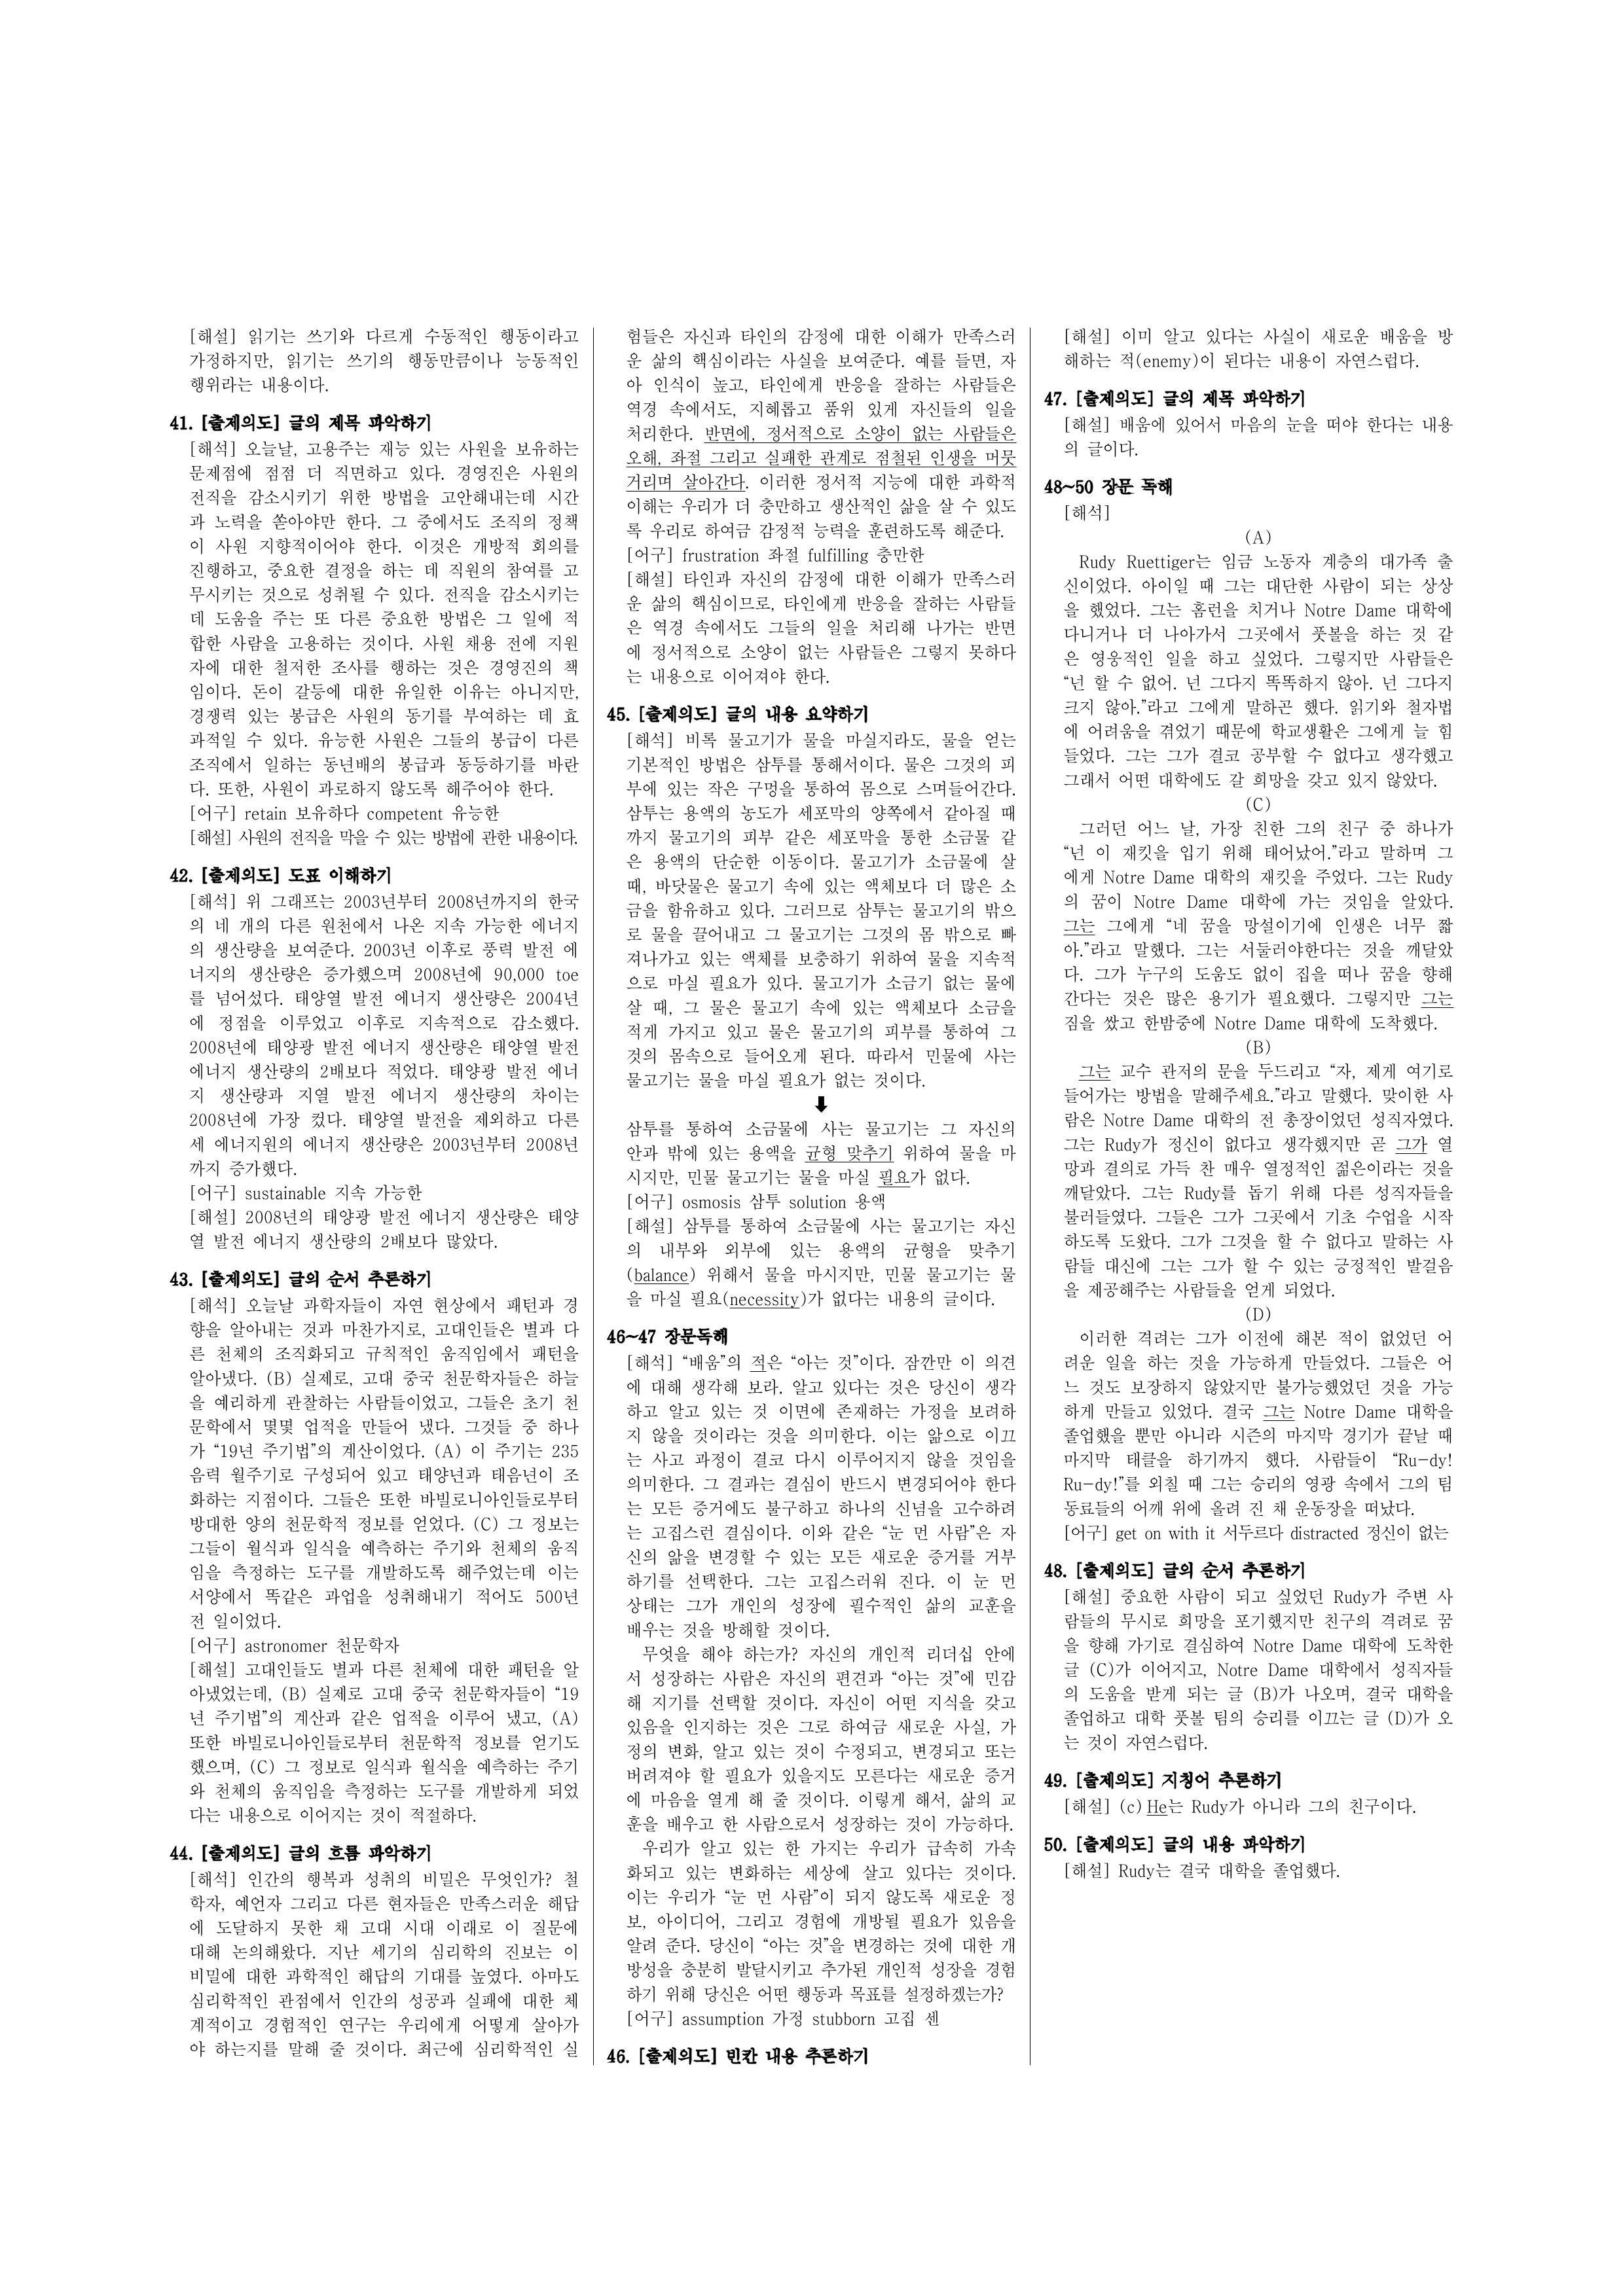 [해설] 읽기는 쓰기와 다르게 수동적인 행동이라고
가정하지만, 읽기는 쓰기의 행동만큼이나 능동적인
행위라는 내용이다.
41. [출제의도] 글의 제목 파악하기
[해석] 오늘날, 고용주는 재능 있는 사원을 보유하는
문제점에 점점 더 직면하고 있다. 경영진은 사원의
전직을 감소시키기 위한 방법을 고안해내는데 시간
과 노력을 쏟아야만 한다. 그 중에서도 조직의 정책
이 사원 지향적이어야 한다. 이것은 개방적 회의를
진행하고, 중요한 결정을 하는 데 직원의 참여를 고
무시키는 것으로 성취될 수 있다. 전직을 감소시키는
데 도움을 주는 또 다른 중요한 방법은 그 일에 적
합한 사람을 고용하는 것이다. 사원 채용 전에 지원
자에 대한 철저한 조사를 행하는 것은 경영진의 책
임이다. 돈이 갈등에 대한 유일한 이유는 아니지만,
경쟁력 있는 봉급은 사원의 동기를 부여하는 데 효
과적일 수 있다. 유능한 사원은 그들의 봉급이 다른
조직에서 일하는 동년배의 봉급과 동등하기를 바란
다. 또한, 사원이 과로하지 않도록 해주어야 한다.
[어구] retain 보유하다 competent 유능한
[해설] 사원의 전직을 막을 수 있는 방법에 관한 내용이다.
42. [출제의도] 도표 이해하기
[해석] 위 그래프는 2003년부터 2008년까지의 한국
의 네 개의 다른 원천에서 나온 지속 가능한 에너지
의 생산량을 보여준다. 2003년 이후로 풍력 발전 에
너지의 생산량은 증가했으며 2008년에 90,000 toe
를 넘어섰다. 태양열 발전 에너지 생산량은 2004년
에 정점을 이루었고 이후로 지속적으로 감소했다.
2008년에 태양광 발전 에너지 생산량은 태양열 발전
에너지 생산량의 2배보다 적었다. 태양광 발전 에너
지 생산량과 지열 발전 에너지 생산량의 차이는
2008년에 가장 컸다. 태양열 발전을 제외하고 다른
세 에너지원의 에너지 생산량은 2003년부터 2008년
까지 증가했다.
[어구] sustainable 지속 가능한
[해설] 2008년의 태양광 발전 에너지 생산량은 태양
열 발전 에너지 생산량의 2배보다 많았다.
43. [출제의도] 글의 순서 추론하기
[해석] 오늘날 과학자들이 자연 현상에서 패턴과 경
향을 알아내는 것과 마찬가지로, 고대인들은 별과 다
른 천체의 조직화되고 규칙적인 움직임에서 패턴을
알아냈다. (B) 실제로, 고대 중국 천문학자들은 하늘
을 예리하게 관찰하는 사람들이었고, 그들은 초기 천
문학에서 몇몇 업적을 만들어 냈다. 그것들 중 하나
가 “19년 주기법”의 계산이었다. (A) 이 주기는 235
음력 월주기로 구성되어 있고 태양년과 태음년이 조
화하는 지점이다. 그들은 또한 바빌로니아인들로부터
방대한 양의 천문학적 정보를 얻었다. (C) 그 정보는
그들이 월식과 일식을 예측하는 주기와 천체의 움직
임을 측정하는 도구를 개발하도록 해주었는데 이는
서양에서 똑같은 과업을 성취해내기 적어도 500년
전 일이었다.
[어구] astronomer 천문학자
[해설] 고대인들도 별과 다른 천체에 대한 패턴을 알
아냈었는데, (B) 실제로 고대 중국 천문학자들이 “19
년 주기법”의 계산과 같은 업적을 이루어 냈고, (A)
또한 바빌로니아인들로부터 천문학적 정보를 얻기도
했으며, (C) 그 정보로 일식과 월식을 예측하는 주기
와 천체의 움직임을 측정하는 도구를 개발하게 되었
다는 내용으로 이어지는 것이 적절하다.
44. [출제의도] 글의 흐름 파악하기
[해석] 인간의 행복과 성취의 비밀은 무엇인가? 철
학자, 예언자 그리고 다른 현자들은 만족스러운 해답
에 도달하지 못한 채 고대 시대 이래로 이 질문에
대해 논의해왔다. 지난 세기의 심리학의 진보는 이
비밀에 대한 과학적인 해답의 기대를 높였다. 아마도
심리학적인 관점에서 인간의 성공과 실패에 대한 체
계적이고 경험적인 연구는 우리에게 어떻게 살아가
야 하는지를 말해 줄 것이다. 최근에 심리학적인 실
험들은 자신과 타인의 감정에 대한 이해가 만족스러
운 삶의 핵심이라는 사실을 보여준다. 예를 들면, 자
아 인식이 높고, 타인에게 반응을 잘하는 사람들은
역경 속에서도, 지혜롭고 품위 있게 자신들의 일을
처리한다. 반면에, 정서적으로 소양이 없는 사람들은
오해, 좌절 그리고 실패한 관계로 점철된 인생을 머뭇
거리며 살아간다. 이러한 정서적 지능에 대한 과학적
이해는 우리가 더 충만하고 생산적인 삶을 살 수 있도
록 우리로 하여금 감정적 능력을 훈련하도록 해준다.
[어구] frustration 좌절 fulfilling 충만한
[해설] 타인과 자신의 감정에 대한 이해가 만족스러
운 삶의 핵심이므로, 타인에게 반응을 잘하는 사람들
은 역경 속에서도 그들의 일을 처리해 나가는 반면
에 정서적으로 소양이 없는 사람들은 그렇지 못하다
는 내용으로 이어져야 한다.
45. [출제의도] 글의 내용 요약하기
[해석] 비록 물고기가 물을 마실지라도, 물을 얻는
기본적인 방법은 삼투를 통해서이다. 물은 그것의 피
부에 있는 작은 구멍을 통하여 몸으로 스며들어간다.
삼투는 용액의 농도가 세포막의 양쪽에서 같아질 때
까지 물고기의 피부 같은 세포막을 통한 소금물 같
은 용액의 단순한 이동이다. 물고기가 소금물에 살
때, 바닷물은 물고기 속에 있는 액체보다 더 많은 소
금을 함유하고 있다. 그러므로 삼투는 물고기의 밖으
로 물을 끌어내고 그 물고기는 그것의 몸 밖으로 빠
져나가고 있는 액체를 보충하기 위하여 물을 지속적
으로 마실 필요가 있다. 물고기가 소금기 없는 물에
살 때, 그 물은 물고기 속에 있는 액체보다 소금을
적게 가지고 있고 물은 물고기의 피부를 통하여 그
것의 몸속으로 들어오게 된다. 따라서 민물에 사는
물고기는 물을 마실 필요가 없는 것이다.
삼투를 통하여 소금물에 사는 물고기는 그 자신의
안과 밖에 있는 용액을 균형 맞추기 위하여 물을 마
시지만, 민물 물고기는 물을 마실 필요가 없다.
[어구] osmosis 삼투 solution 용액
[해설] 삼투를 통하여 소금물에 사는 물고기는 자신
의 내부와 외부에 있는 용액의 균형을 맞추기
(balance) 위해서 물을 마시지만, 민물 물고기는 물
을 마실 필요(necessity)가 없다는 내용의 글이다.
46~47 장문독해
[해석] “배움”의 적은 “아는 것”이다. 잠깐만 이 의견
에 대해 생각해 보라. 알고 있다는 것은 당신이 생각
하고 알고 있는 것 이면에 존재하는 가정을 보려하
지 않을 것이라는 것을 의미한다. 이는 앎으로 이끄
는 사고 과정이 결코 다시 이루어지지 않을 것임을
의미한다. 그 결과는 결심이 반드시 변경되어야 한다
는 모든 증거에도 불구하고 하나의 신념을 고수하려
는 고집스런 결심이다. 이와 같은 “눈 먼 사람”은 자
신의 앎을 변경할 수 있는 모든 새로운 증거를 거부
하기를 선택한다. 그는 고집스러워 진다. 이 눈 먼
상태는 그가 개인의 성장에 필수적인 삶의 교훈을
배우는 것을 방해할 것이다.
무엇을 해야 하는가? 자신의 개인적 리더십 안에
서 성장하는 사람은 자신의 편견과 “아는 것”에 민감
해 지기를 선택할 것이다. 자신이 어떤 지식을 갖고
있음을 인지하는 것은 그로 하여금 새로운 사실, 가
정의 변화, 알고 있는 것이 수정되고, 변경되고 또는
버려져야 할 필요가 있을지도 모른다는 새로운 증거
에 마음을 열게 해 줄 것이다. 이렇게 해서, 삶의 교
훈을 배우고 한 사람으로서 성장하는 것이 가능하다.
우리가 알고 있는 한 가지는 우리가 급속히 가속
화되고 있는 변화하는 세상에 살고 있다는 것이다.
이는 우리가 “눈 먼 사람”이 되지 않도록 새로운 정
보, 아이디어, 그리고 경험에 개방될 필요가 있음을
알려 준다. 당신이 “아는 것”을 변경하는 것에 대한 개
방성을 충분히 발달시키고 추가된 개인적 성장을 경험
하기 위해 당신은 어떤 행동과 목표를 설정하겠는가?
[어구] assumption 가정 stubborn 고집 센
46. [출제의도] 빈칸 내용 추론하기
[해설] 이미 알고 있다는 사실이 새로운 배움을 방
해하는 적(enemy)이 된다는 내용이 자연스럽다.
47. [출제의도] 글의 제목 파악하기
[해설] 배움에 있어서 마음의 눈을 떠야 한다는 내용
의 글이다.
48~50 장문 독해
[해석]
(A)
Rudy Ruettiger는 임금 노동자 계층의 대가족 출
신이었다. 아이일 때 그는 대단한 사람이 되는 상상
을 했었다. 그는 홈런을 치거나 Notre Dame 대학에
다니거나 더 나아가서 그곳에서 풋볼을 하는 것 같
은 영웅적인 일을 하고 싶었다. 그렇지만 사람들은
“넌 할 수 없어. 넌 그다지 똑똑하지 않아. 넌 그다지
크지 않아.”라고 그에게 말하곤 했다. 읽기와 철자법
에 어려움을 겪었기 때문에 학교생활은 그에게 늘 힘
들었다. 그는 그가 결코 공부할 수 없다고 생각했고
그래서 어떤 대학에도 갈 희망을 갖고 있지 않았다.
(C)
그러던 어느 날, 가장 친한 그의 친구 중 하나가
“넌 이 재킷을 입기 위해 태어났어.”라고 말하며 그
에게 Notre Dame 대학의 재킷을 주었다. 그는 Rudy
의 꿈이 Notre Dame 대학에 가는 것임을 알았다.
그는 그에게 “네 꿈을 망설이기에 인생은 너무 짧
아.”라고 말했다. 그는 서둘러야한다는 것을 깨달았
다. 그가 누구의 도움도 없이 집을 떠나 꿈을 향해
간다는 것은 많은 용기가 필요했다. 그렇지만 그는
짐을 쌌고 한밤중에 Notre Dame 대학에 도착했다.
(B)
그는 교수 관저의 문을 두드리고 “자, 제게 여기로
들어가는 방법을 말해주세요.”라고 말했다. 맞이한 사
람은 Notre Dame 대학의 전 총장이었던 성직자였다.
그는 Rudy가 정신이 없다고 생각했지만 곧 그가 열
망과 결의로 가득 찬 매우 열정적인 젊은이라는 것을
깨달았다. 그는 Rudy를 돕기 위해 다른 성직자들을
불러들였다. 그들은 그가 그곳에서 기초 수업을 시작
하도록 도왔다. 그가 그것을 할 수 없다고 말하는 사
람들 대신에 그는 그가 할 수 있는 긍정적인 발걸음
을 제공해주는 사람들을 얻게 되었다.
(D)
이러한 격려는 그가 이전에 해본 적이 없었던 어
려운 일을 하는 것을 가능하게 만들었다. 그들은 어
느 것도 보장하지 않았지만 불가능했었던 것을 가능
하게 만들고 있었다. 결국 그는 Notre Dame 대학을
졸업했을 뿐만 아니라 시즌의 마지막 경기가 끝날 때
마지막 태클을 하기까지 했다. 사람들이 “Ru-dy!
Ru-dy!”를 외칠 때 그는 승리의 영광 속에서 그의 팀
동료들의 어깨 위에 올려 진 채 운동장을 떠났다.
[어구] get on with it 서두르다 distracted 정신이 없는
48. [출제의도] 글의 순서 추론하기
[해설] 중요한 사람이 되고 싶었던 Rudy가 주변 사
람들의 무시로 희망을 포기했지만 친구의 격려로 꿈
을 향해 가기로 결심하여 Notre Dame 대학에 도착한
글 (C)가 이어지고, Notre Dame 대학에서 성직자들
의 도움을 받게 되는 글 (B)가 나오며, 결국 대학을
졸업하고 대학 풋볼 팀의 승리를 이끄는 글 (D)가 오
는 것이 자연스럽다.
49. [출제의도] 지칭어 추론하기
[해설] (c) He는 Rudy가 아니라 그의 친구이다.
50. [출제의도] 글의 내용 파악하기
[해설] Rudy는 결국 대학을 졸업했다.